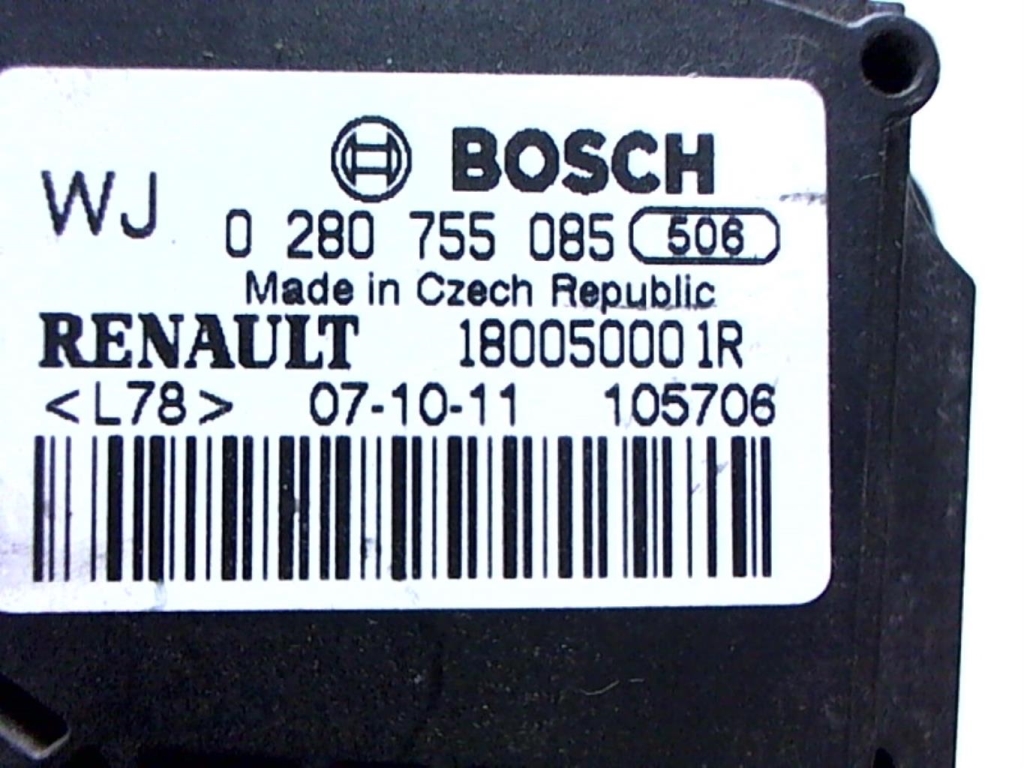 BOSCH
WJ
0 280 755 085 506
Made in Czech Republic
RENAULT 180050001R
<L78> 07-10-11 105706